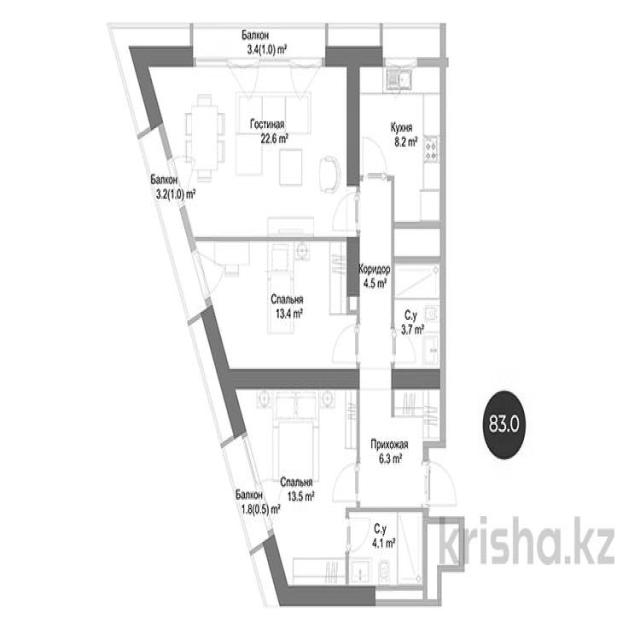 Балкон
3.4(1.0) m²
Гостиная
22.6 m²
Кухня
8.2 m²
Балкон
3.2(1.0) m²
Коридор
4.5 m²
Спальня
13.4 m²
С.у
3.7 m²
83.0
Прихожая
6.3 m²
Спальня
13.5 m²
Балкон
1.8(0.5) m²
С.у
4.1 m²
krisha.kz